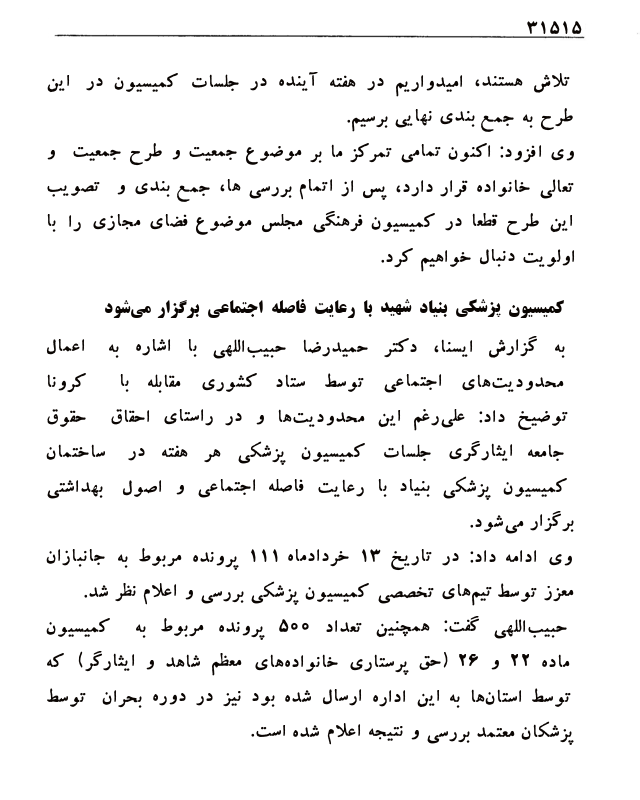 ۳۱۵۱۵
تلاش هستند، امیدواریم در هفته آینده در جلسات کمیسیون در این
طرح به جمع بندی نهایی برسیم.
وی افزود: اکنون تمامی تمرکز ما بر موضوع جمعیت و طرح جمعیت و
تعالی خانواده قرار دارد، پس از اتمام بررسی ها، جمع بندی و تصویب
این طرح قطعا در کمیسیون فرهنگی مجلس موضوع فضای مجازی را با
اولویت دنبال خواهیم کرد.
کمیسیون پزشکی بنیاد شهید با رعایت فاصله اجتماعی برگزار می‌شود
به گزارش ایسنا، دکتر حمیدرضا حبیب‌اللهی با اشاره به اعمال
محدودیت‌های اجتماعی توسط ستاد کشوری مقابله با کرونا
توضیخ داد: علی‌رغم این محدودیت‌ها و در راستای احقاق حقوق
جامعه ایثارگری جلسات کمیسیون پزشکی هر هفته در ساختمان
کمیسیون پزشکی بنیاد با رعایت فاصله اجتماعی و اصول بهداشتی
برگزار می‌شود.
وی ادامه داد: در تاریخ ۱۳ خردادماه ۱۱۱ پرونده مربوط به جانبازان
معزز توسط تیم‌های تخصصی کمیسیون پزشکی بررسی و اعلام نظر شد.
حبیب‌اللهی گفت: همچنین تعداد ۵۰۰ پرونده مربوط به کمیسیون
ماده ۲۲ و ۲۶ (حق پرستاری خانواده‌های معظم شاهد و ایثارگر) که
توسط استان‌ها به این اداره ارسال شده بود نیز در دوره بحران توسط
پزشکان معتمد بررسی و نتیجه اعلام شده است.